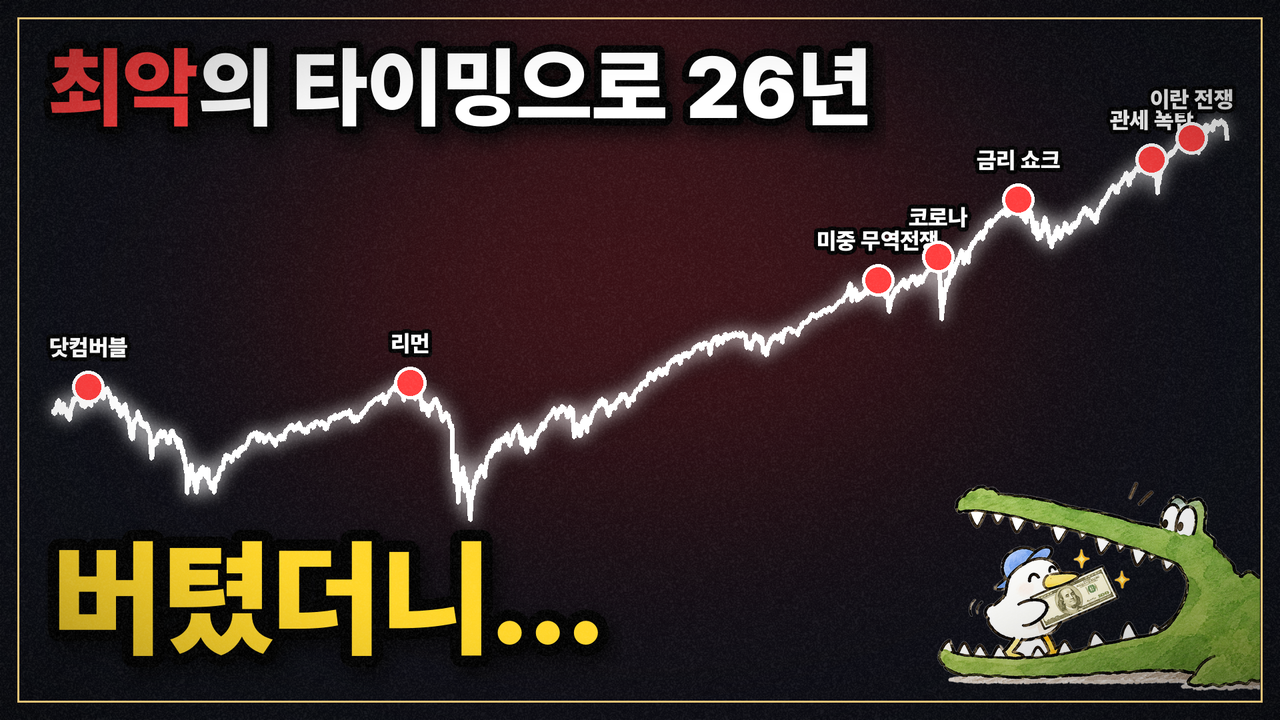 최악의 타이밍으로 26년
이란 전쟁
관세 폭탄
금리 쇼크
코로나
미중 무역전쟁
리먼
닷컴버블
버텼더니...